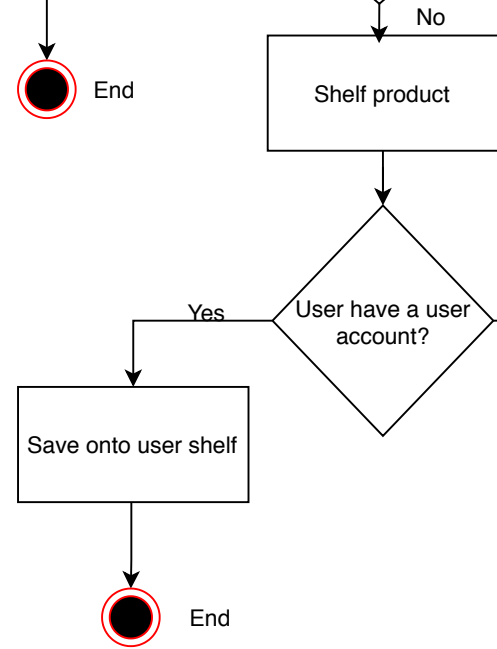 No
End
Shelf product
User have a user
account?
Yes
Save onto user shelf
End